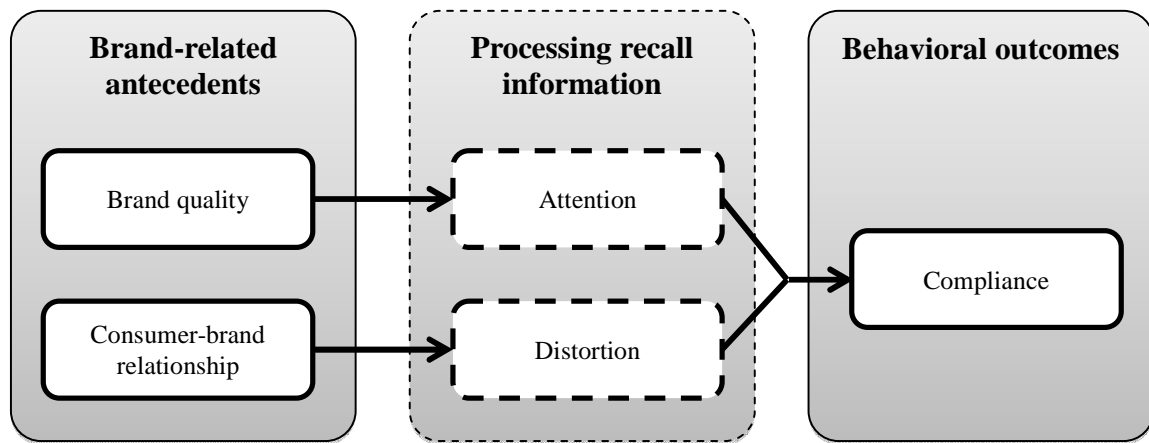 Brand-related
antecedents
Processing recall
information
Behavioral outcomes
Brand quality
Attention
Compliance
Consumer-brand
relationship
Distortion